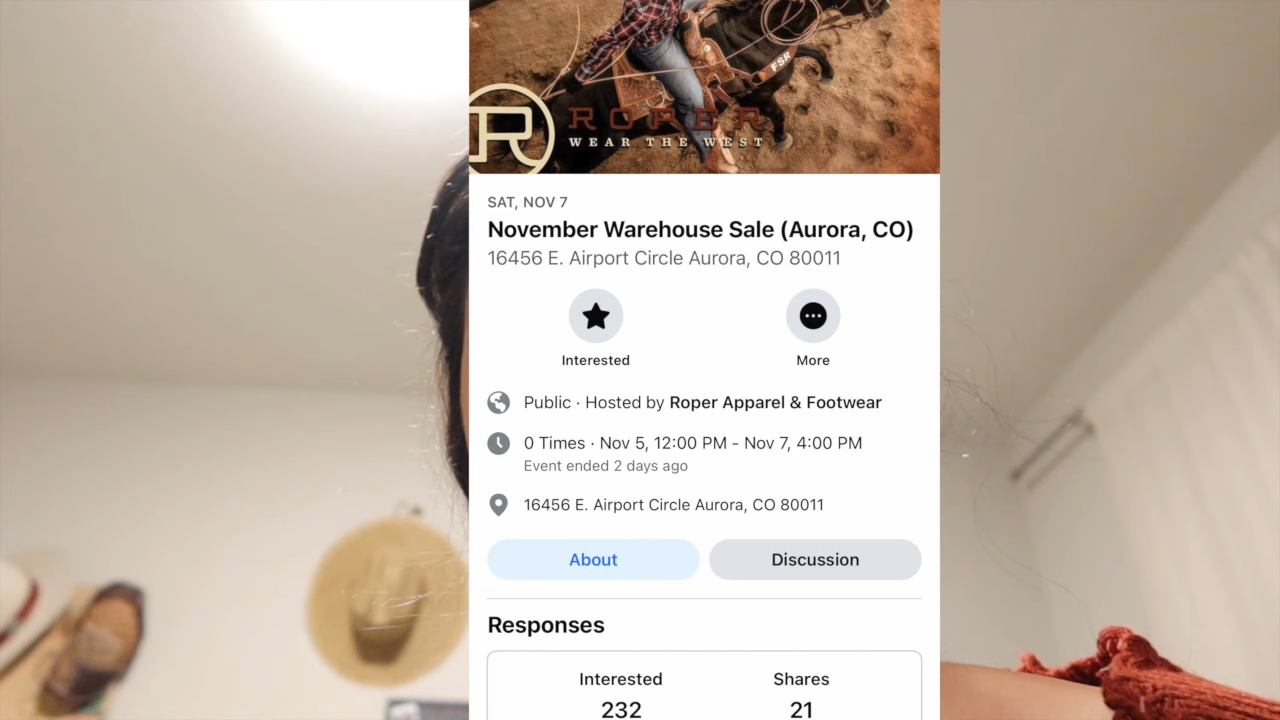 FSR
R
ROPER
WEAR THE WEST
SAT, NOV 7
November Warehouse Sale (Aurora, CO)
16456 E. Airport Circle Aurora, CO 80011
Interested
More
Public · Hosted by Roper Apparel & Footwear
0 Times · Nov 5, 12:00 PM - Nov 7, 4:00 PM
Event ended 2 days ago
16456 E. Airport Circle Aurora, CO 80011
About
Discussion
Responses
Interested
Shares
232
21